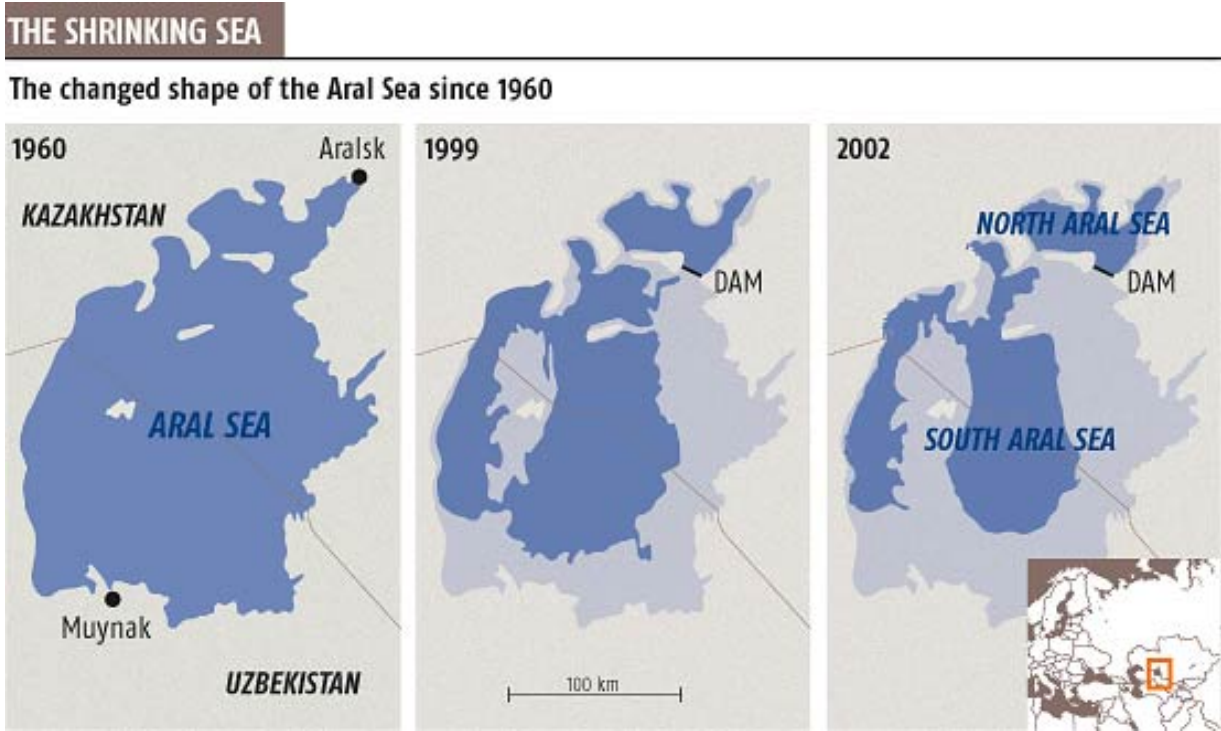 THE SHRINKING SEA
The changed shape of the Aral Sea since 1960
1960
Aralsk
KAZAKHSTAN
ARAL SEA
Muynak
UZBEKISTAN
1999
DAM
100 km
2002
NORTH ARAL SEA
DAM
SOUTH ARAL SEA